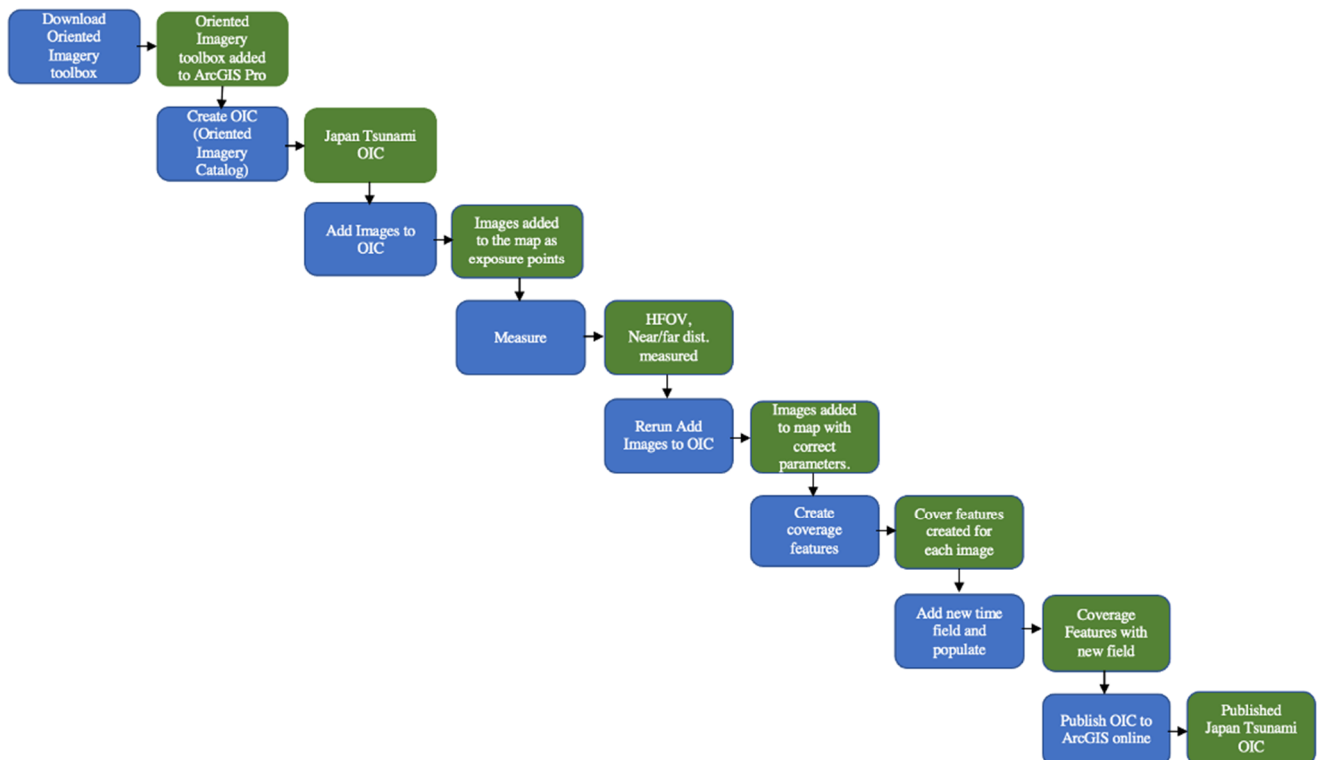 Download
Oriented
Imagery
toolbox
Oriented
Imagery
toolbox added
to ArcGIS Pro
Create OIC
(Oriented
Imagery
Catalog)
Japan Tsunami
OIC
Add Images to
OIC
Images added
to the map as
exposure points
Measure
HFOV,
Near/far dist.
measured
Rerun Add
Images to OIC
Images added
to map with
correct
parameters.
Create
coverage
features
Cover features
created for
each image
Add new time
field and
populate
Coverage
Features with
new field
Publish OIC to
ArcGIS online
Published
Japan Tsunami
OIC